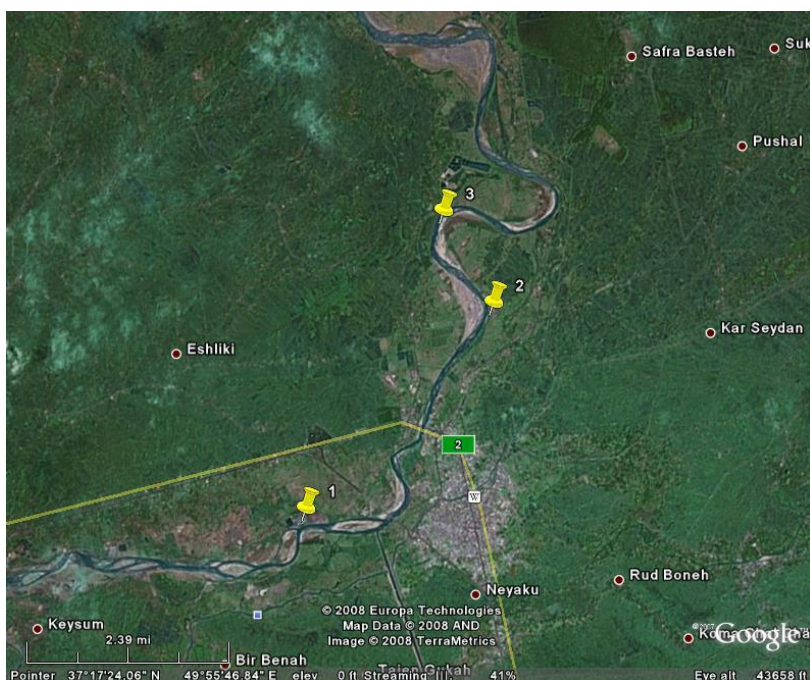 Safra Basteh
Suk
Pushal
3
2
Kar Seydan
Eshliki
2
W
1
Rud Boneh
Neyaku
© 2008 Europa Technologies
Map Data © 2008 AND
Image © 2008 TerraMetrics
Keysum
2.39 mi
Bir Benah
©2007 Google™
Pointer 37°17'24.06" N 49°55'46.84" E elev 0 ft Streaming 41% Eye alt 43658 ft